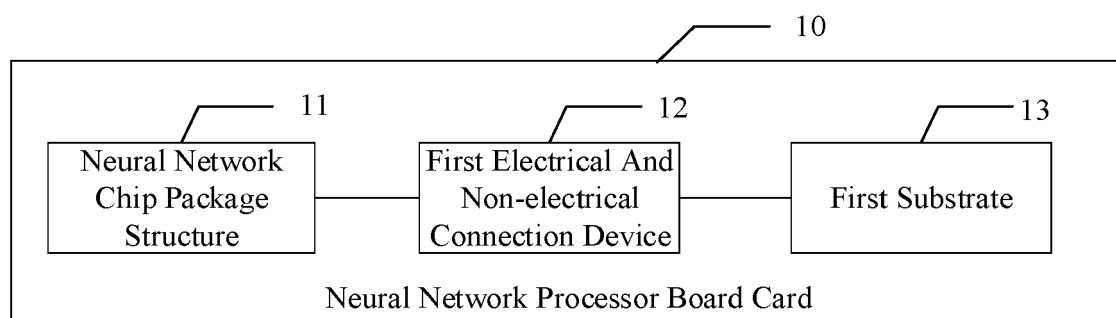 10
11
12
13
Neural Network
Chip Package
Structure
First Electrical And
Non-electrical
Connection Device
First Substrate
Neural Network Processor Board Card